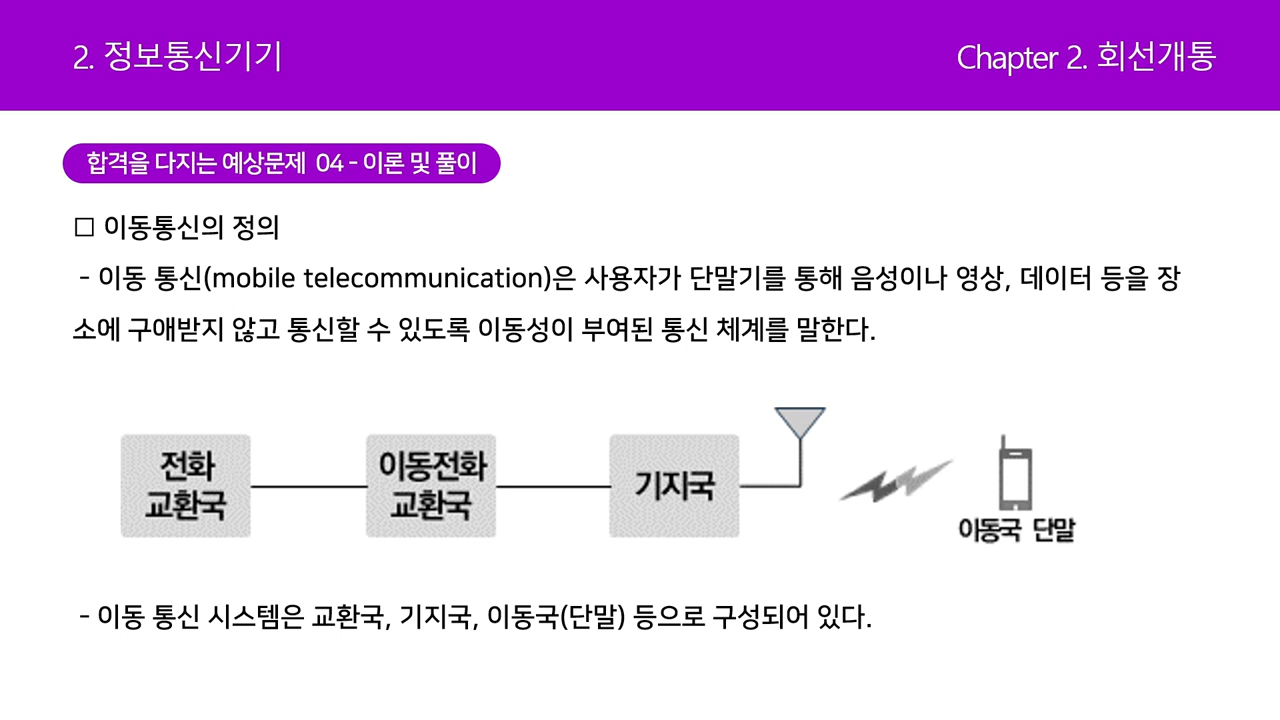 2. 정보통신기기
Chapter 2. 회선개통
합격을 다지는 예상문제 04 - 이론 및 풀이
□ 이동통신의 정의
- 이동 통신(mobile telecommunication)은 사용자가 단말기를 통해 음성이나 영상, 데이터 등을 장
소에 구애받지 않고 통신할 수 있도록 이동성이 부여된 통신 체계를 말한다.
전화
교환국
이동전화
교환국
기지국
이동국 단말
- 이동 통신 시스템은 교환국, 기지국, 이동국(단말) 등으로 구성되어 있다.